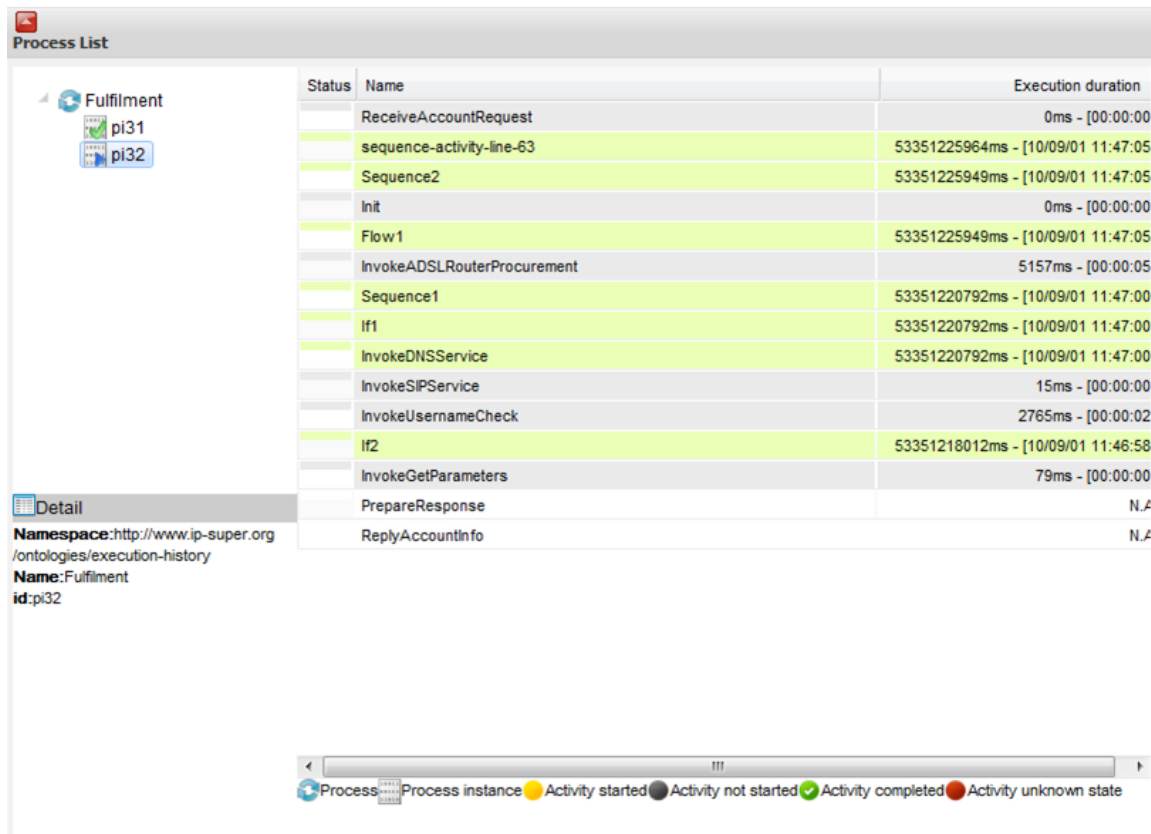 Process List
Fulfilment
pi31
pi32
Status Name Execution duration
ReceiveAccountRequest 0ms - [00:00:00
sequence-activity-line-63 53351225964ms - [10/09/01 11:47:05
Sequence2 53351225949ms - [10/09/01 11:47:05
Init 0ms - [00:00:00
Flow1 53351225949ms - [10/09/01 11:47:05
InvokeADSLRouterProcurement 5157ms - [00:00:05
Sequence1 53351220792ms - [10/09/01 11:47:00
If1 53351220792ms - [10/09/01 11:47:00
InvokeDNSService 53351220792ms - [10/09/01 11:47:00
InvokeSIPService 15ms - [00:00:00
InvokeUsernameCheck 2765ms - [00:00:02
If2 53351218012ms - [10/09/01 11:46:58
InvokeGetParameters 79ms - [00:00:00
PrepareResponse N.A
ReplyAccountInfo N.A
Detail
Namespace:http://www.ip-super.org
/ontologies/execution-history
Name:Fulfilment
id:pi32
Process Process instance Activity started Activity not started Activity completed Activity unknown state